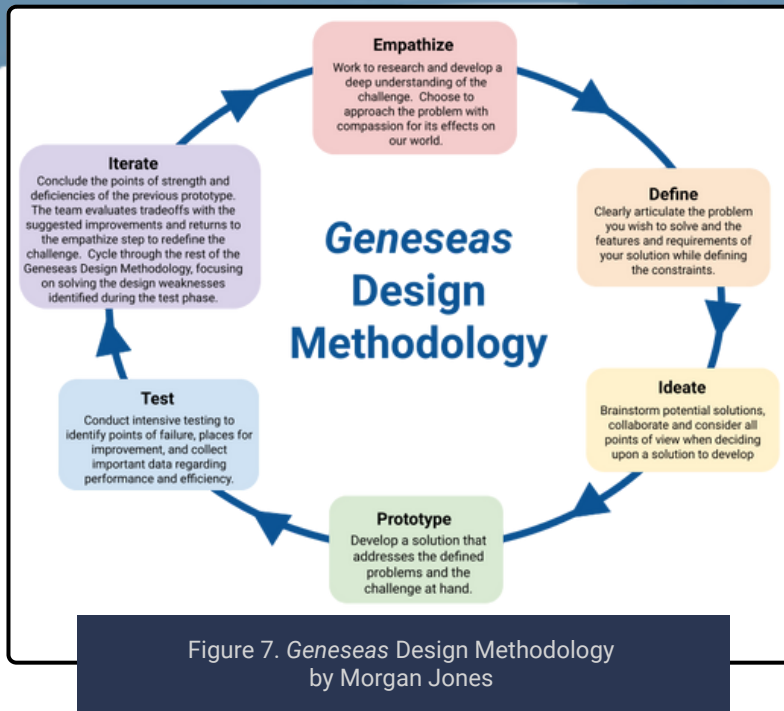 Empathize
Work to research and develop a
deep understanding of the
challenge. Choose to
approach the problem with
compassion for its effects on
our world.
Define
Clearly articulate the problem
you wish to solve and the
features and requirements of
your solution while defining
the constraints.
Ideate
Brainstorm potential solutions,
collaborate and consider all
points of view when deciding
upon a solution to develop
Prototype
Develop a solution that
addresses the defined
problems and the
challenge at hand.
Test
Conduct intensive testing to
identify points of failure, places for
improvement, and collect
important data regarding
performance and efficiency.
Iterate
Conclude the points of strength and
deficiencies of the previous prototype.
The team evaluates tradeoffs with the
suggested improvements and returns to
the empathize step to redefine the
challenge. Cycle through the rest of the
Geneseas Design Methodology, focusing
on solving the design weaknesses
identified during the test phase.
Geneseas
Design
Methodology
Figure 7. Geneseas Design Methodology
by Morgan Jones